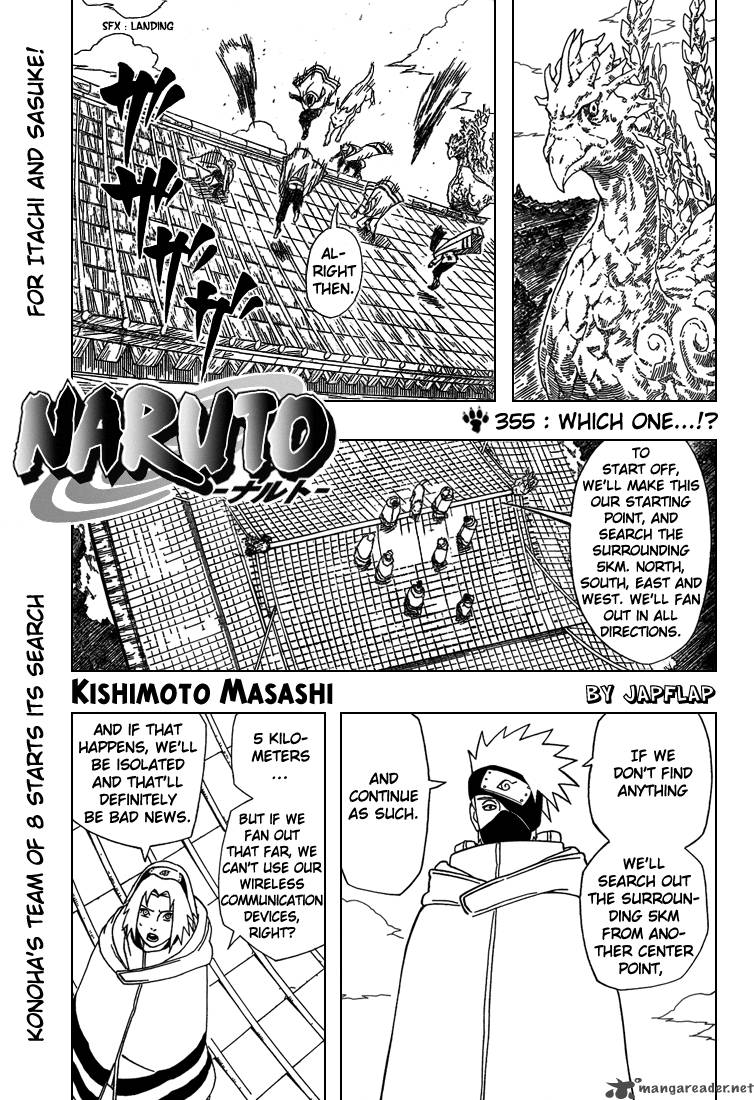 SFX : LANDING
ザザザザッ
AL-
RIGHT
THEN.
FOR ITACHI AND SASUKE!
KONOHA'S TEAM OF 8 STARTS ITS SEARCH
NARUTO
-ナルト-
355 : WHICH ONE...!?
TO
START OFF,
WE'LL MAKE THIS
OUR STARTING
POINT, AND
SEARCH THE
SURROUNDING
5KM. NORTH,
SOUTH, EAST AND
WEST. WE'LL FAN
OUT IN ALL
DIRECTIONS.
KISHIMOTO MASASHI
BY JAPFLAP
IF WE
DON'T FIND
ANYTHING
WE'LL
SEARCH OUT
THE
SURROUN-
DING 5KM
FROM ANO-
THER CENTER
POINT,
AND
CONTINUE
AS SUCH.
5 KILO-
METERS
...
BUT IF WE
FAN OUT
THAT FAR, WE
CAN'T USE OUR
WIRELESS
COMMUNICATION
DEVICES,
RIGHT?
AND IF THAT
HAPPENS, WE'LL
BE ISOLATED
AND THAT'LL
DEFINITELY
BE BAD NEWS.
mangareader.net